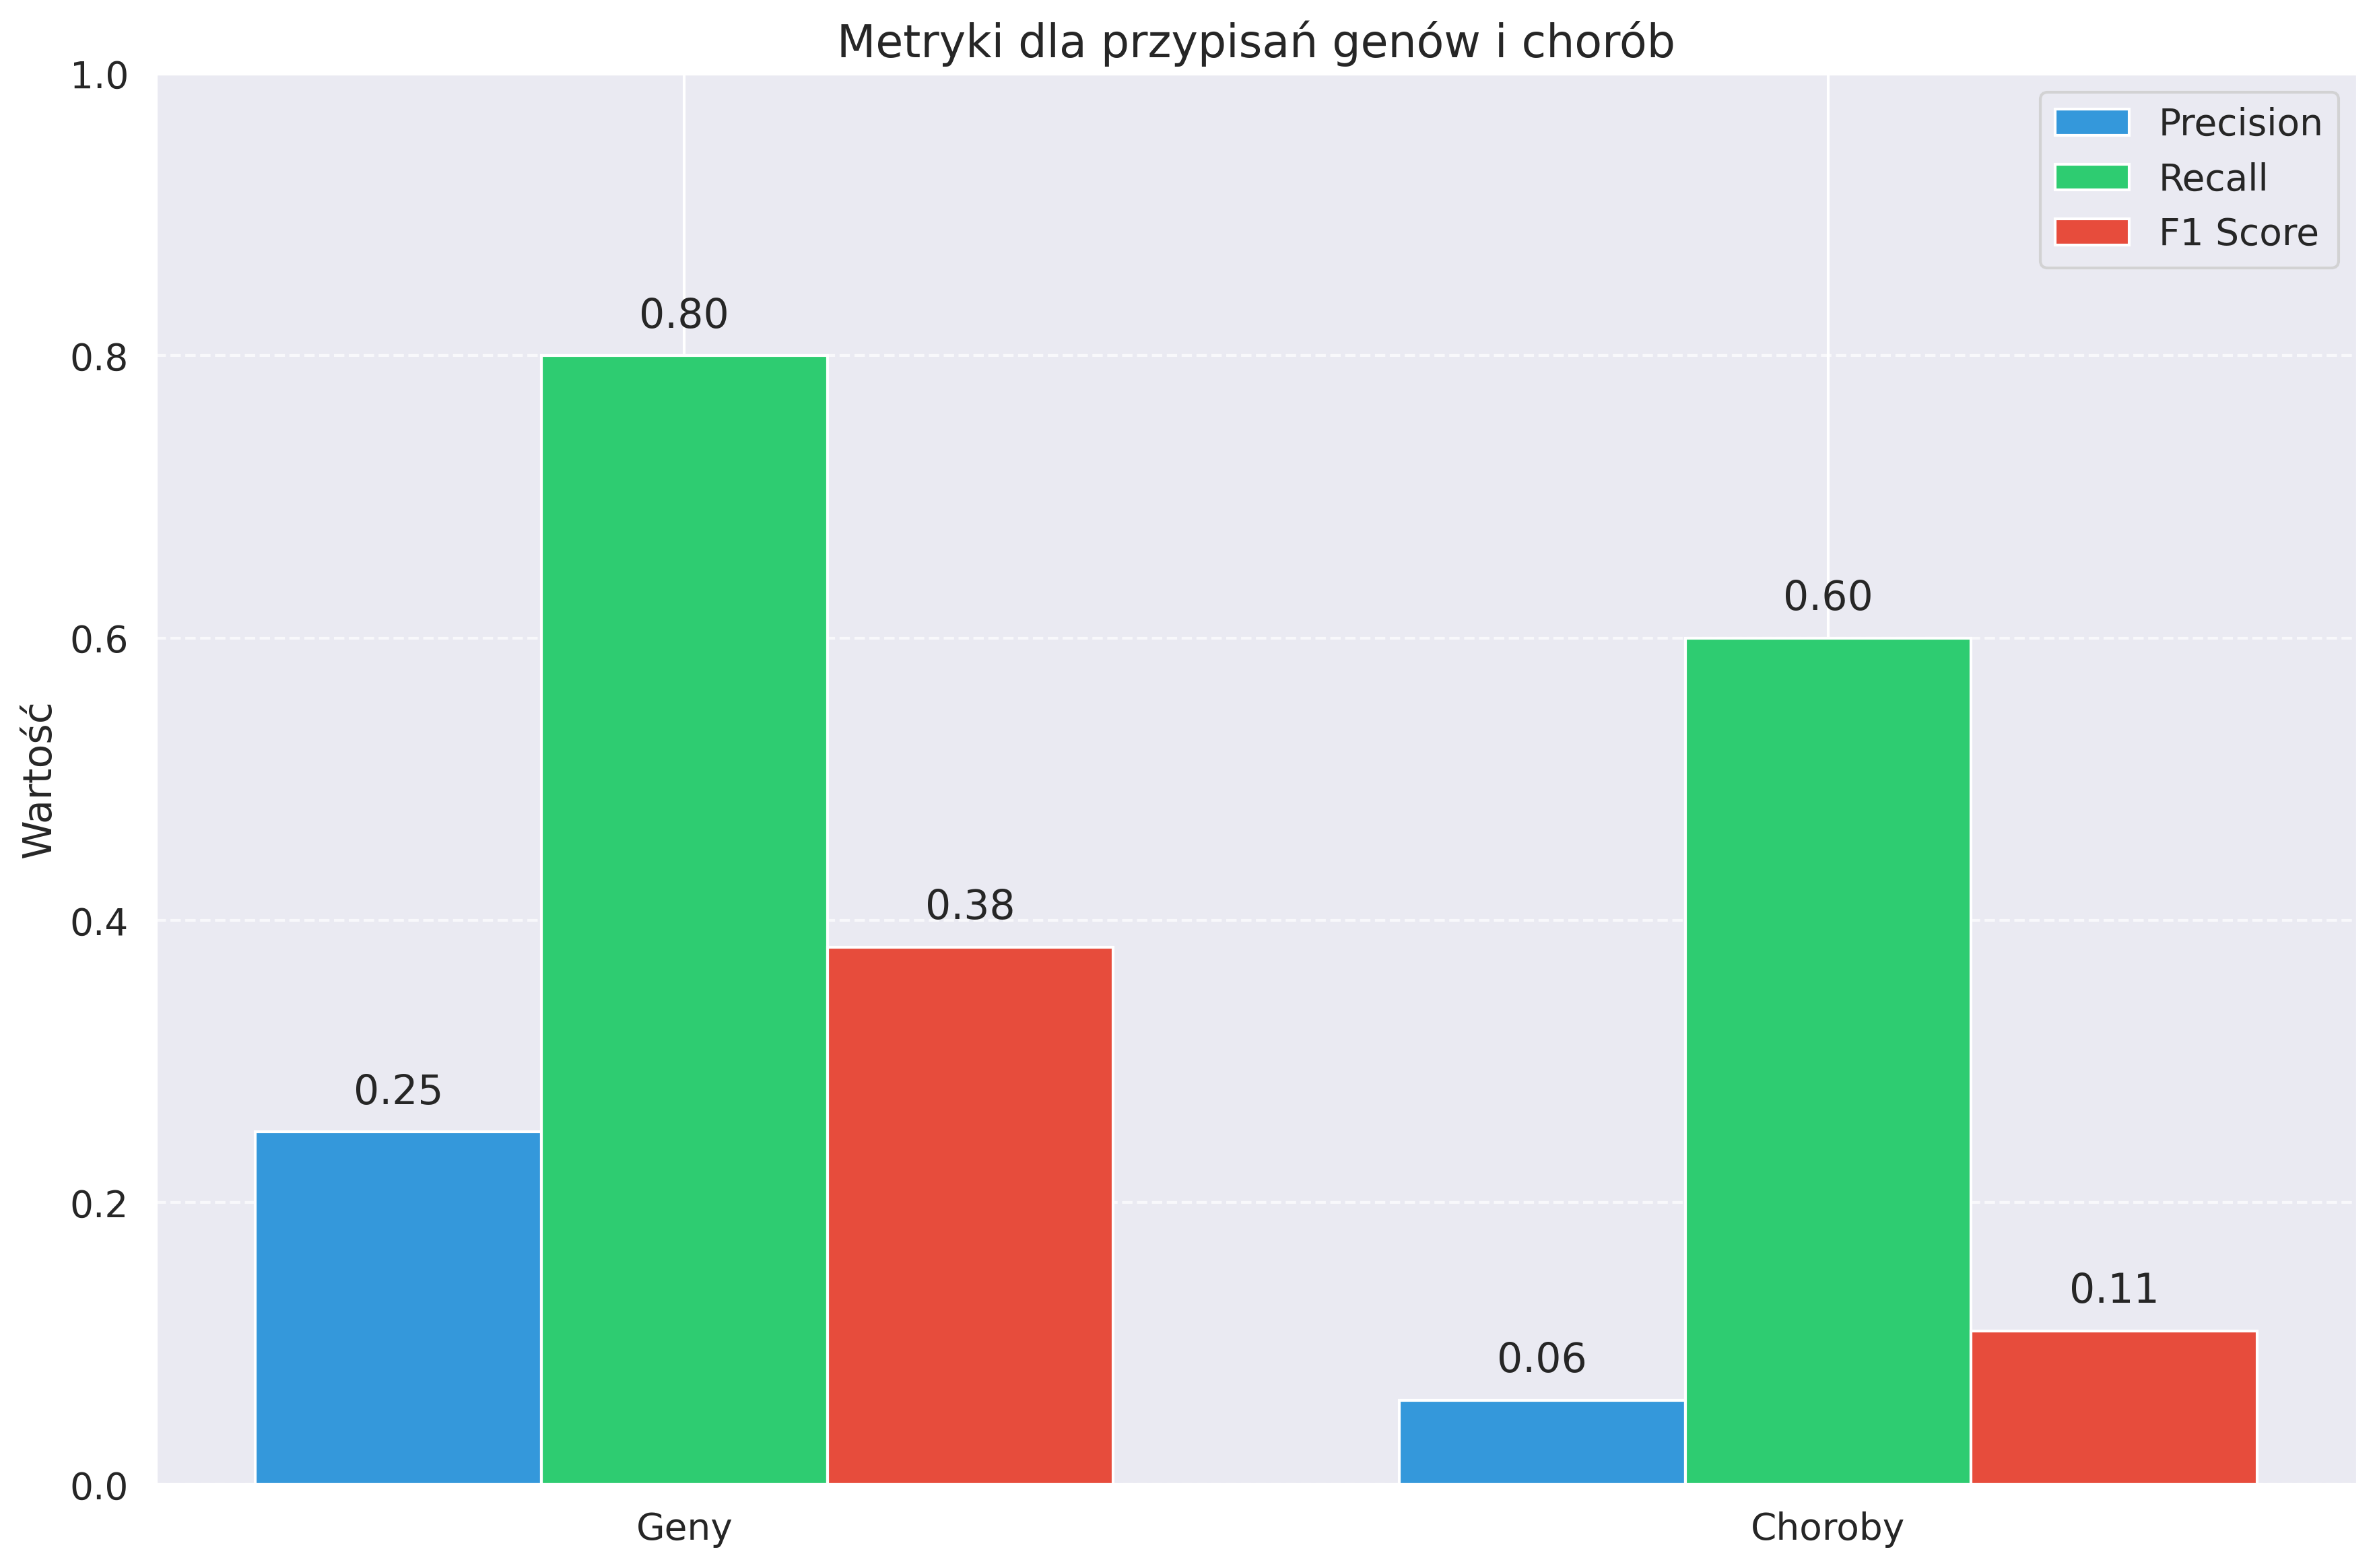 Metryki dla przypisań genów i chorób
1.0
0.8
0.6
0.4
0.2
0.0
Wartość
Precision
Recall
F1 Score
0.25
0.80
0.38
0.06
0.60
0.11
Geny
Choroby